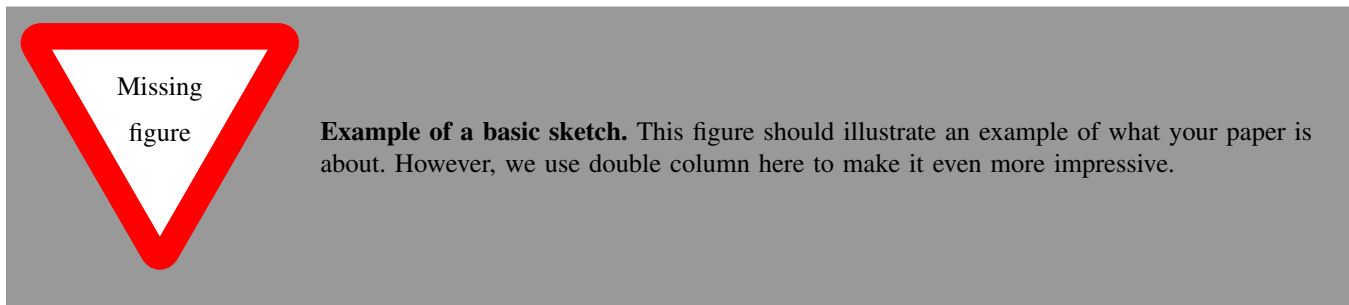 Missing
figure
Example of a basic sketch. This figure should illustrate an example of what your paper is
about. However, we use double column here to make it even more impressive.